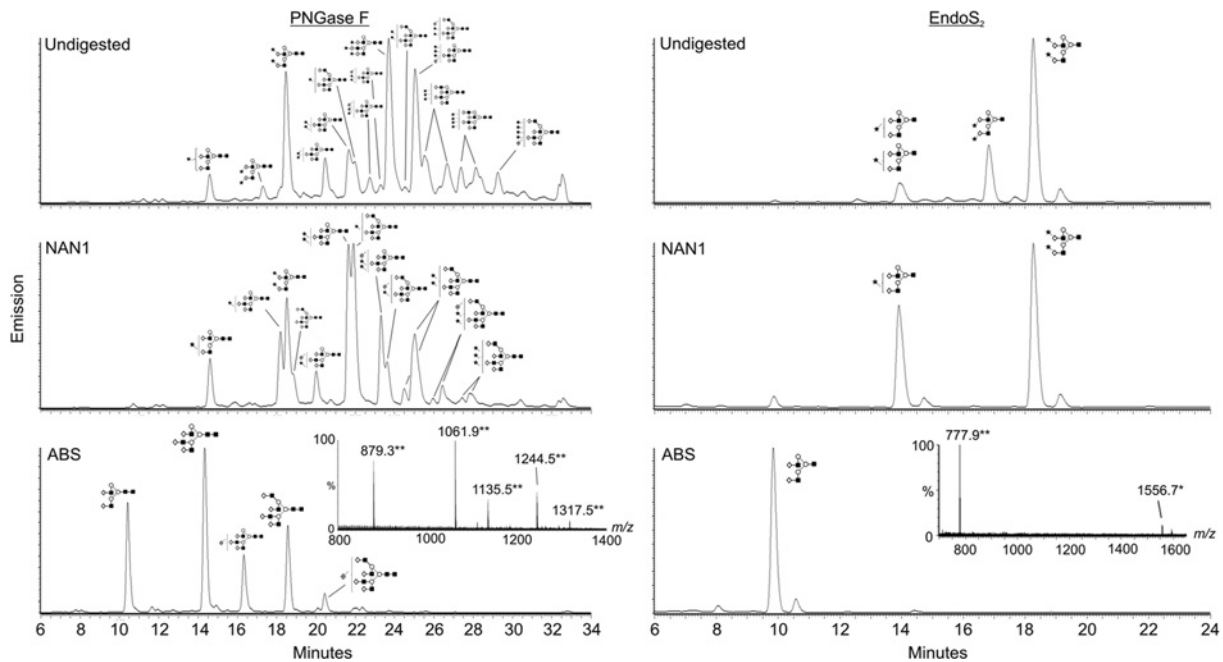 PNGase F
EndoS₂
Undigested
Undigested
NAN1
NAN1
Emission
ABS
ABS
100
%
0
879.3**
1061.9**
1135.5**
1244.5**
1317.5**
800 1000 1200 1400
m/z
100
%
0
777.9**
1556.7*
800 1000 1200 1400 1600
m/z
6 8 10 12 14 16 18 20 22 24 26 28 30 32 34
Minutes
6 8 10 12 14 16 18 20 22 24
Minutes